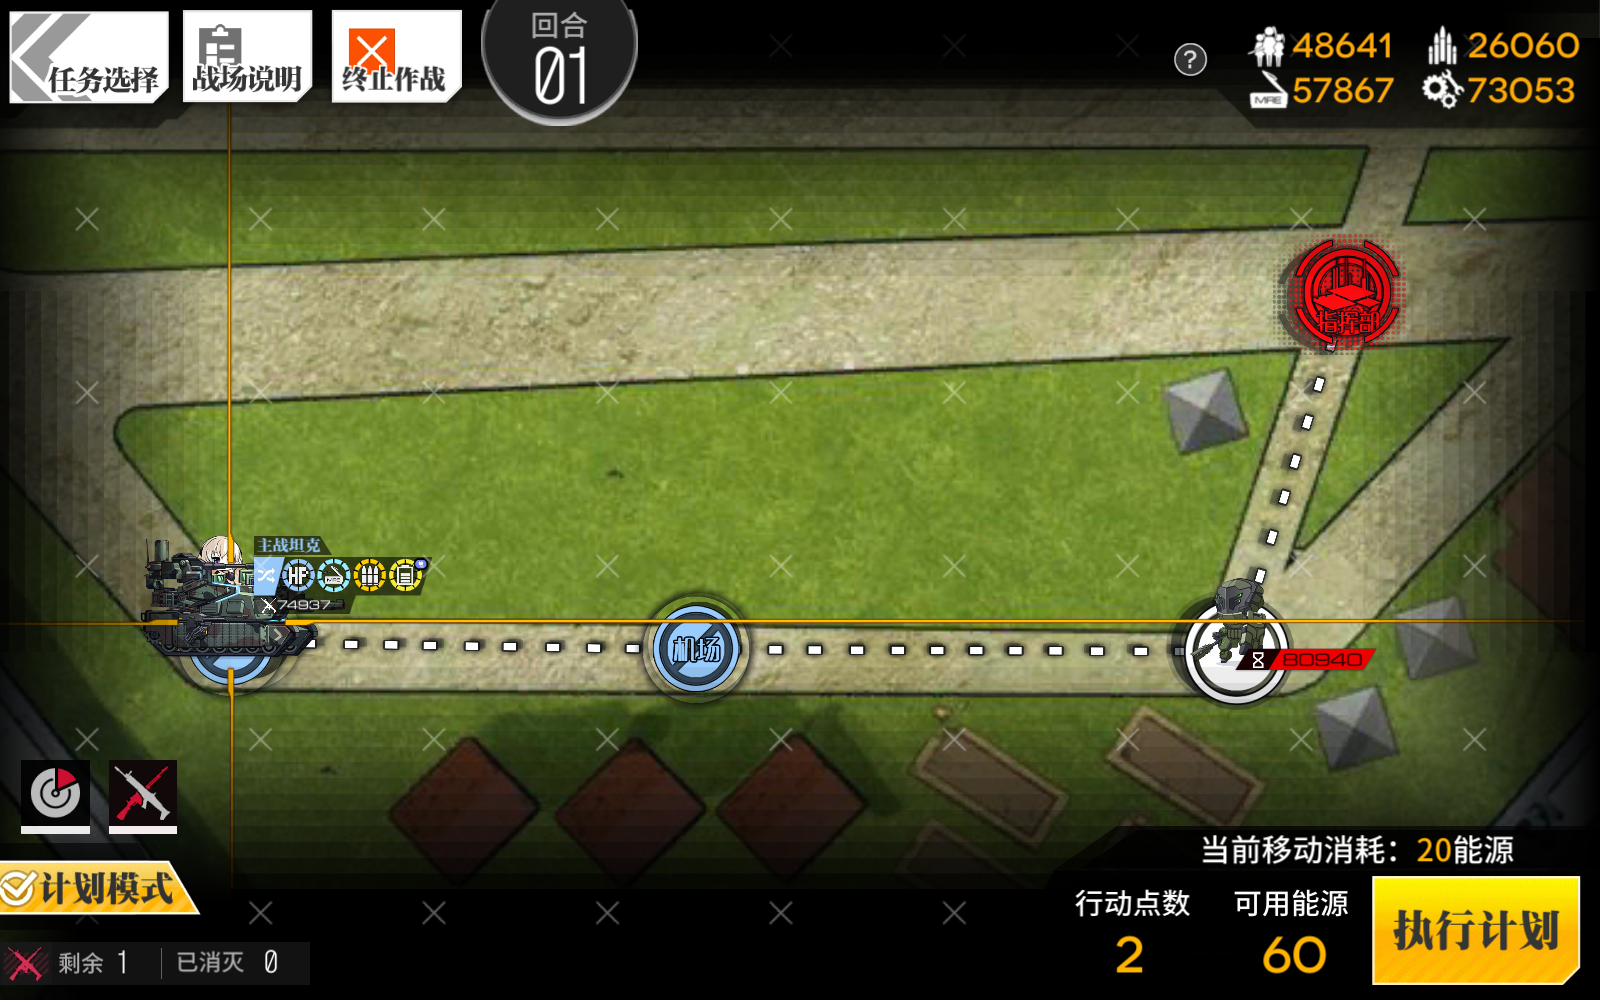 任务选择
战场说明
终止作战
回合
01
?
48641
26060
57867
MRE
73053
指挥部
主战坦克
HP
MRE
74937
机场
80940
计划模式
剩余 1
已消灭 0
当前移动消耗：20能源
行动点数
2
可用能源
60
执行计划